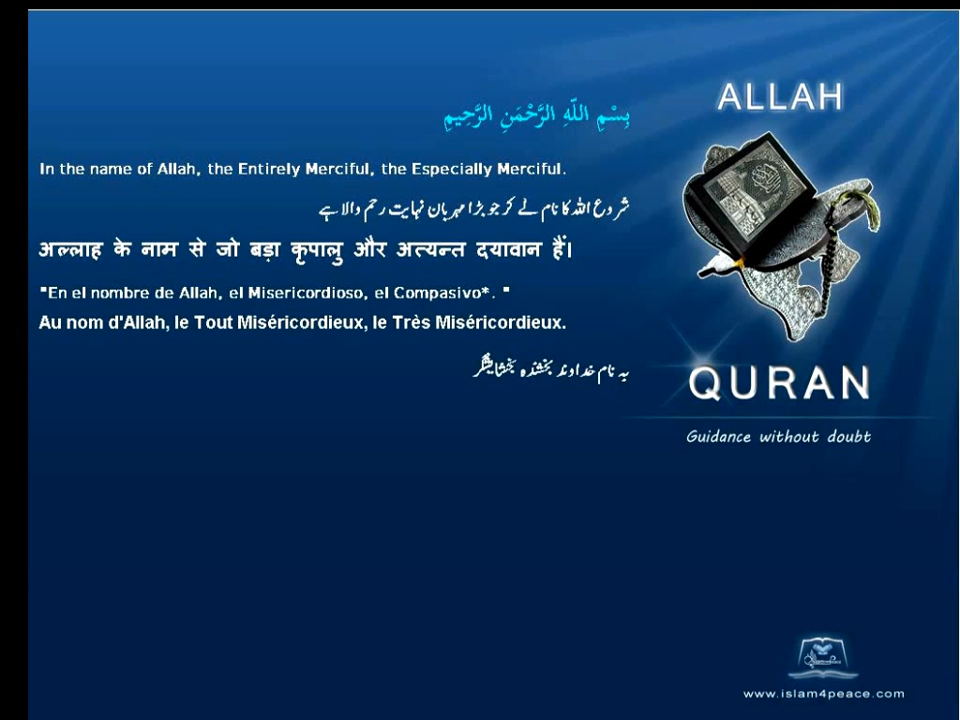 بِسْمِ اللّهِ الرَّحْمَنِ الرَّحِيمِ
In the name of Allah, the Entirely Merciful, the Especially Merciful.
شروع الله کا نام لے کر جو بڑا مہربان نہایت رحم والا ہے
अल्लाह के नाम से जो बड़ा कृपालु और अत्यन्त दयावान हैं।
"En el nombre de Allah, el Misericordioso, el Compasivo*. "
Au nom d'Allah, le Tout Miséricordieux, le Très Miséricordieux.
به نام خداوند بخشنده بخشایشگر
ALLAH
QURAN
Guidance without doubt
www.islam4peace.com